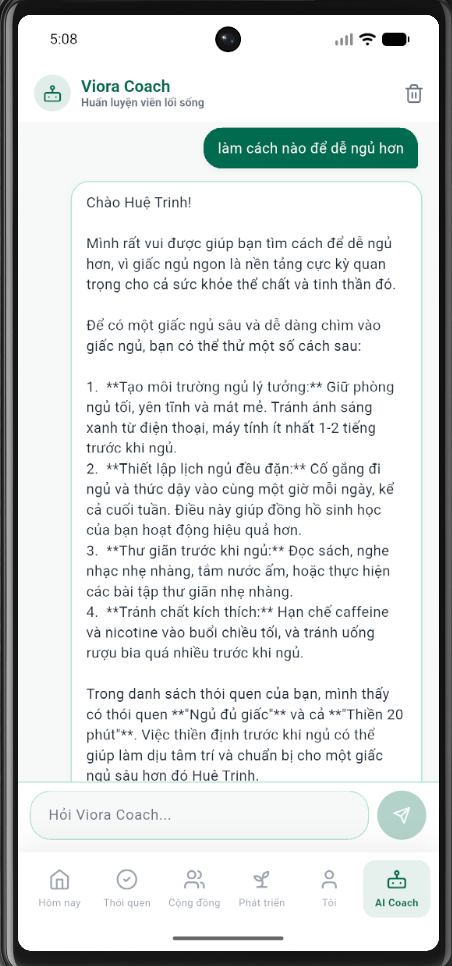 5:08
Viora Coach
Huấn luyện viên lối sống
làm cách nào để dễ ngủ hơn
Chào Huệ Trinh!
Mình rất vui được giúp bạn tìm cách để dễ ngủ
hơn, vì giấc ngủ ngon là nền tảng cực kỳ quan
trọng cho cả sức khỏe thể chất và tinh thần đó.
Để có một giấc ngủ sâu và dễ dàng chìm vào
giấc ngủ, bạn có thể thử một số cách sau:
1.  **Tạo môi trường ngủ lý tưởng:** Giữ phòng
ngủ tối, yên tĩnh và mát mẻ. Tránh ánh sáng
xanh từ điện thoại, máy tính ít nhất 1-2 tiếng
trước khi ngủ.
2.  **Thiết lập lịch ngủ đều đặn:** Cố gắng đi
ngủ và thức dậy vào cùng một giờ mỗi ngày, kể
cả cuối tuần. Điều này giúp đồng hồ sinh học
của bạn hoạt động hiệu quả hơn.
3.  **Thư giãn trước khi ngủ:** Đọc sách, nghe
nhạc nhẹ nhàng, tắm nước ấm, hoặc thực hiện
các bài tập thư giãn nhẹ nhàng.
4.  **Tránh chất kích thích:** Hạn chế caffeine
và nicotine vào buổi chiều tối, và tránh uống
rượu bia quá nhiều trước khi ngủ.
Trong danh sách thói quen của bạn, mình thấy
có thói quen **"Ngủ đủ giấc"** và cả **"Thiền 20
phút"**. Việc thiền định trước khi ngủ có thể
giúp làm dịu tâm trí và chuẩn bị cho một giấc
ngủ sâu hơn đó Huệ Trinh.
Hỏi Viora Coach...
Hôm nay
Thói quen
Cộng đồng
Phát triển
Tôi
AI Coach